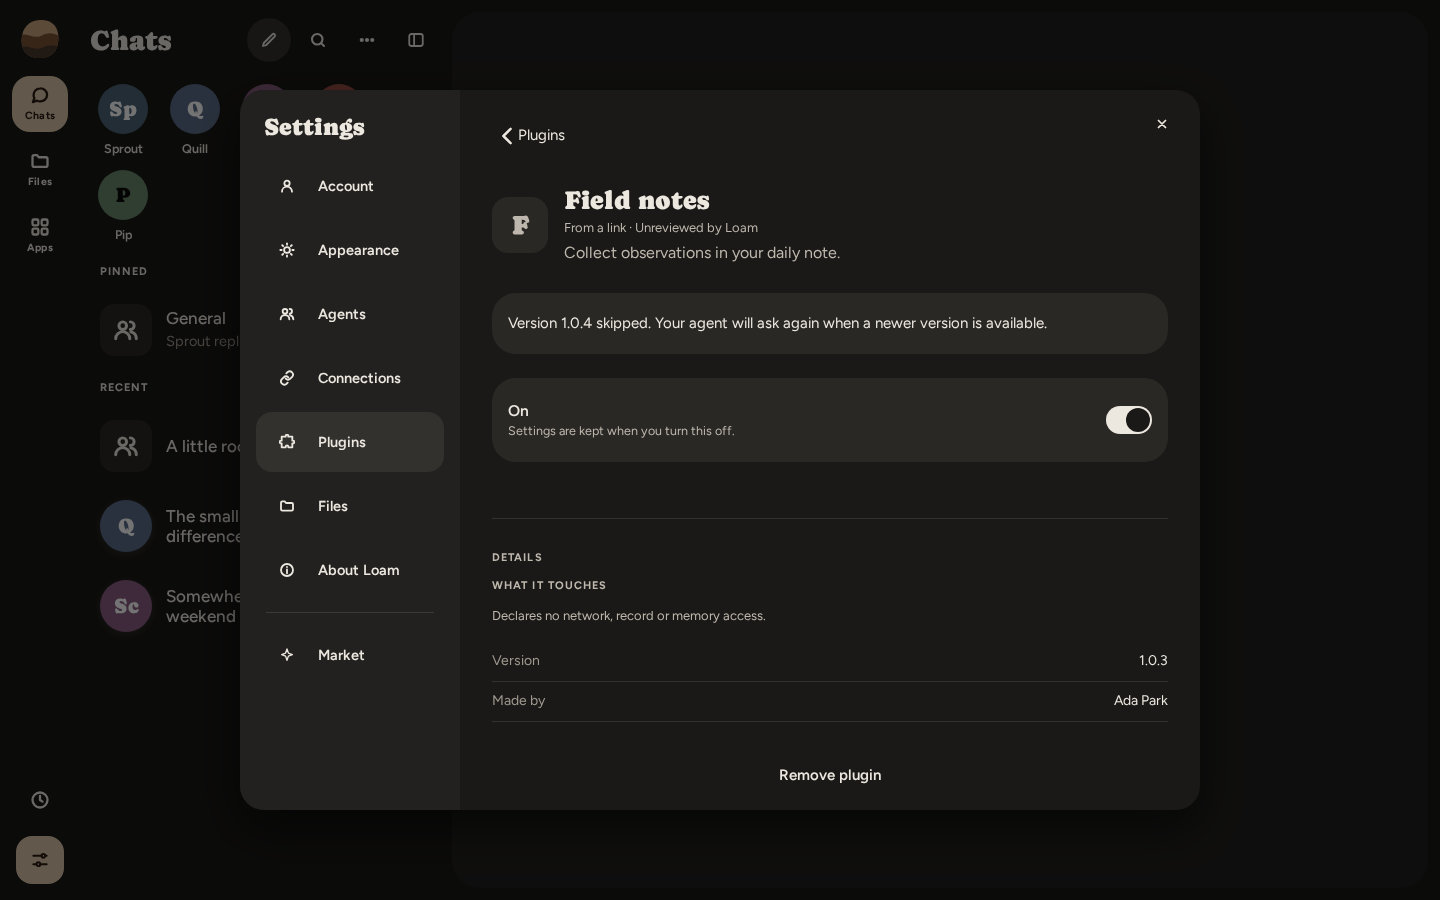 Chats
Chats
Files
Apps
Sp
Sprout
Q
Quill
P
Pip
PINNED
General
Sprout repl
RECENT
A little roo
Q
The small
difference
Sc
Somewhe
weekend
Settings
Account
Appearance
Agents
Connections
Plugins
Files
About Loam
Market
Plugins
F
Field notes
From a link · Unreviewed by Loam
Collect observations in your daily note.
Version 1.0.4 skipped. Your agent will ask again when a newer version is available.
On
Settings are kept when you turn this off.
DETAILS
WHAT IT TOUCHES
Declares no network, record or memory access.
Version 1.0.3
Made by Ada Park
Remove plugin